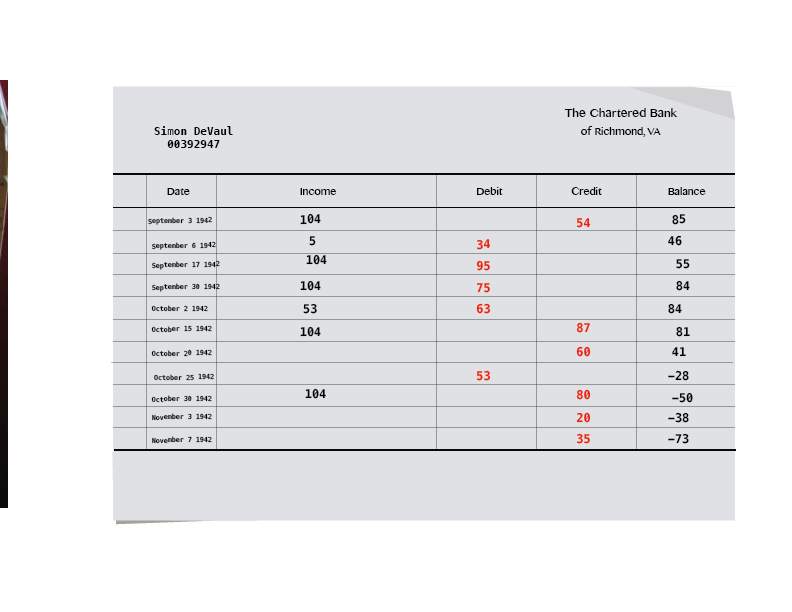 The Chartered Bank
of Richmond, VA
Simon DeVaul
00392947
Date Income Debit Credit Balance
September 3 1942 104 54 85
September 6 1942 5 34 46
September 17 1942 104 95 55
September 30 1942 104 75 84
October 2 1942 53 63 84
October 15 1942 104 87 81
October 20 1942 60 41
October 25 1942 53 −28
October 30 1942 104 80 −50
November 3 1942 20 −38
November 7 1942 35 −73